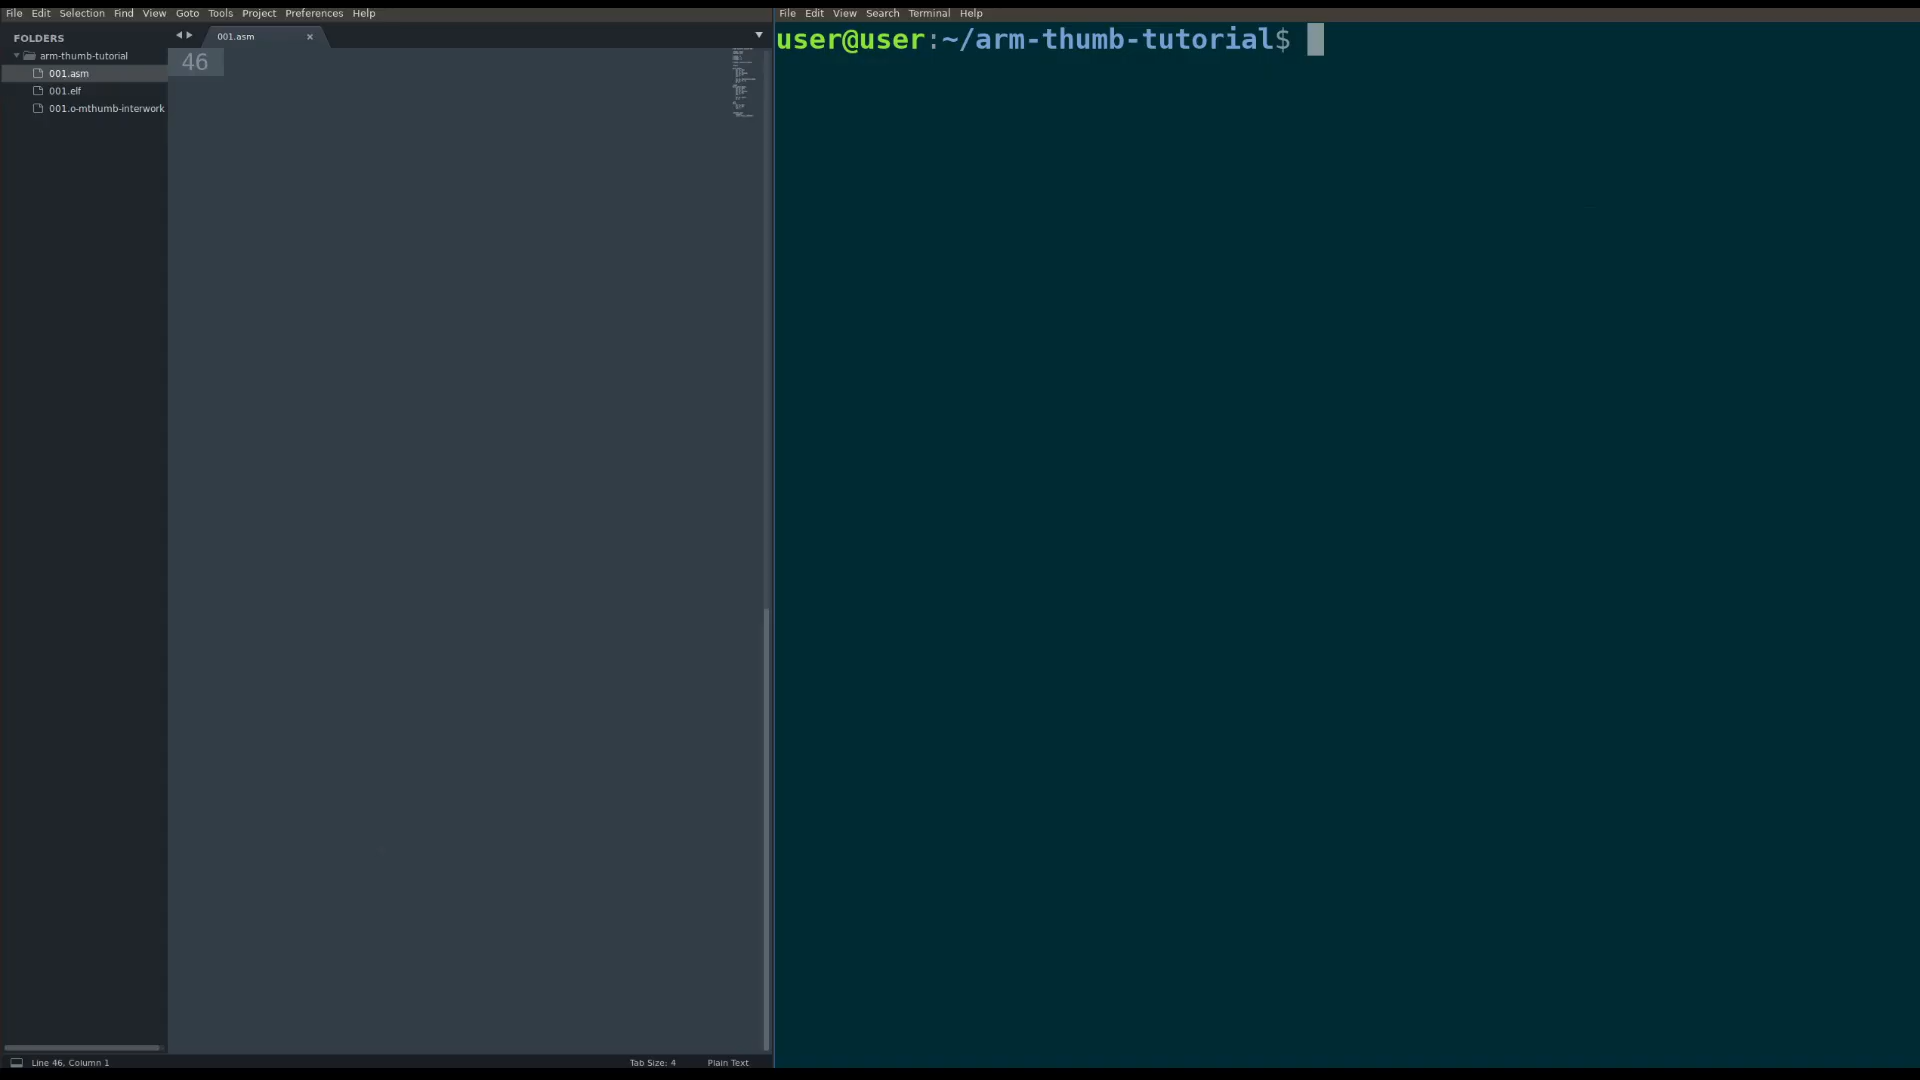 File Edit Selection Find View Goto Tools Project Preferences Help
FOLDERS
arm-thumb-tutorial
001.asm
001.elf
001.o-mthumb-interwork
001.asm ×
46
Line 46, Column 1
Tab Size: 4
Plain Text
File Edit View Search Terminal Help
user@user:~/arm-thumb-tutorial$